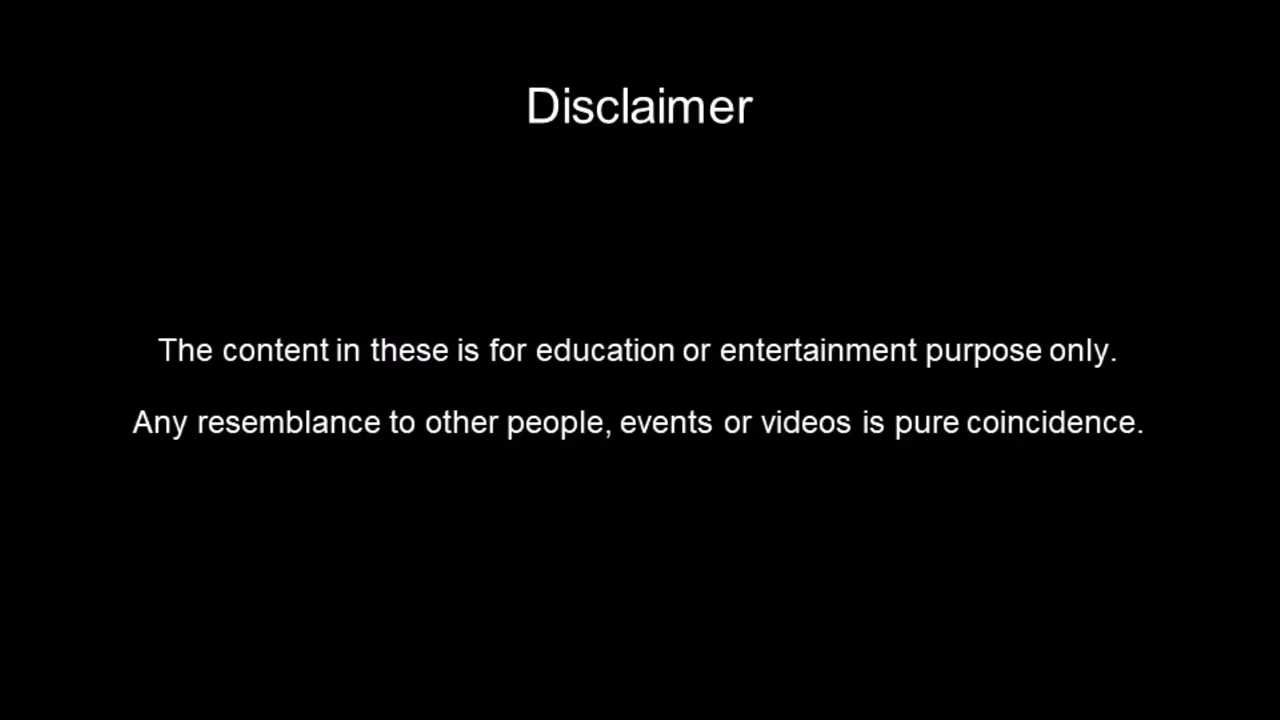 Disclaimer
The content in these is for education or entertainment purpose only.
Any resemblance to other people, events or videos is pure coincidence.